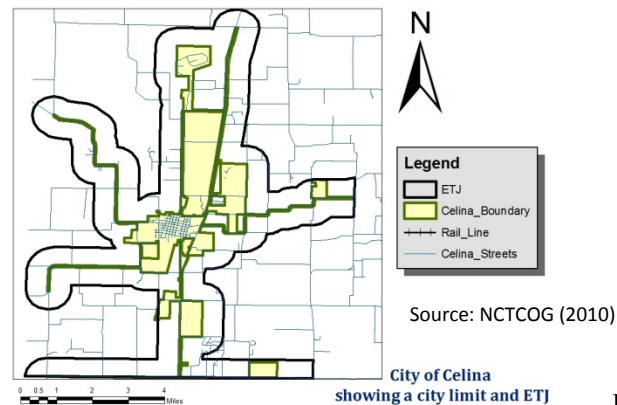 N
Legend
ETJ
Celina_Boundary
Rail_Line
Celina_Streets
Source: NCTCOG (2010)
City of Celina
showing a city limit and ETJ
0 0.5 1 2 3 4
Miles